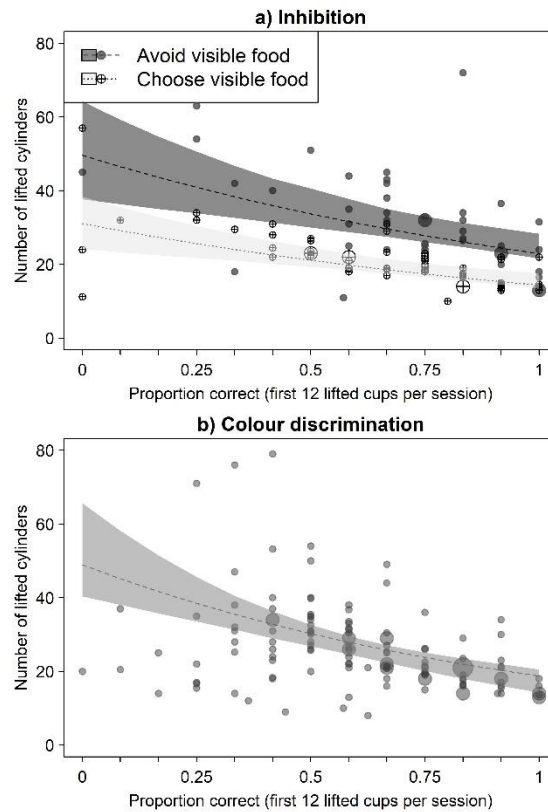 a) Inhibition
Avoid visible food
Choose visible food
80
60
40
20
0
Number of lifted cylinders
0 0.25 0.5 0.75 1
Proportion correct (first 12 lifted cups per session)
b) Colour discrimination
80
60
40
20
0
Number of lifted cylinders
0 0.25 0.5 0.75 1
Proportion correct (first 12 lifted cups per session)